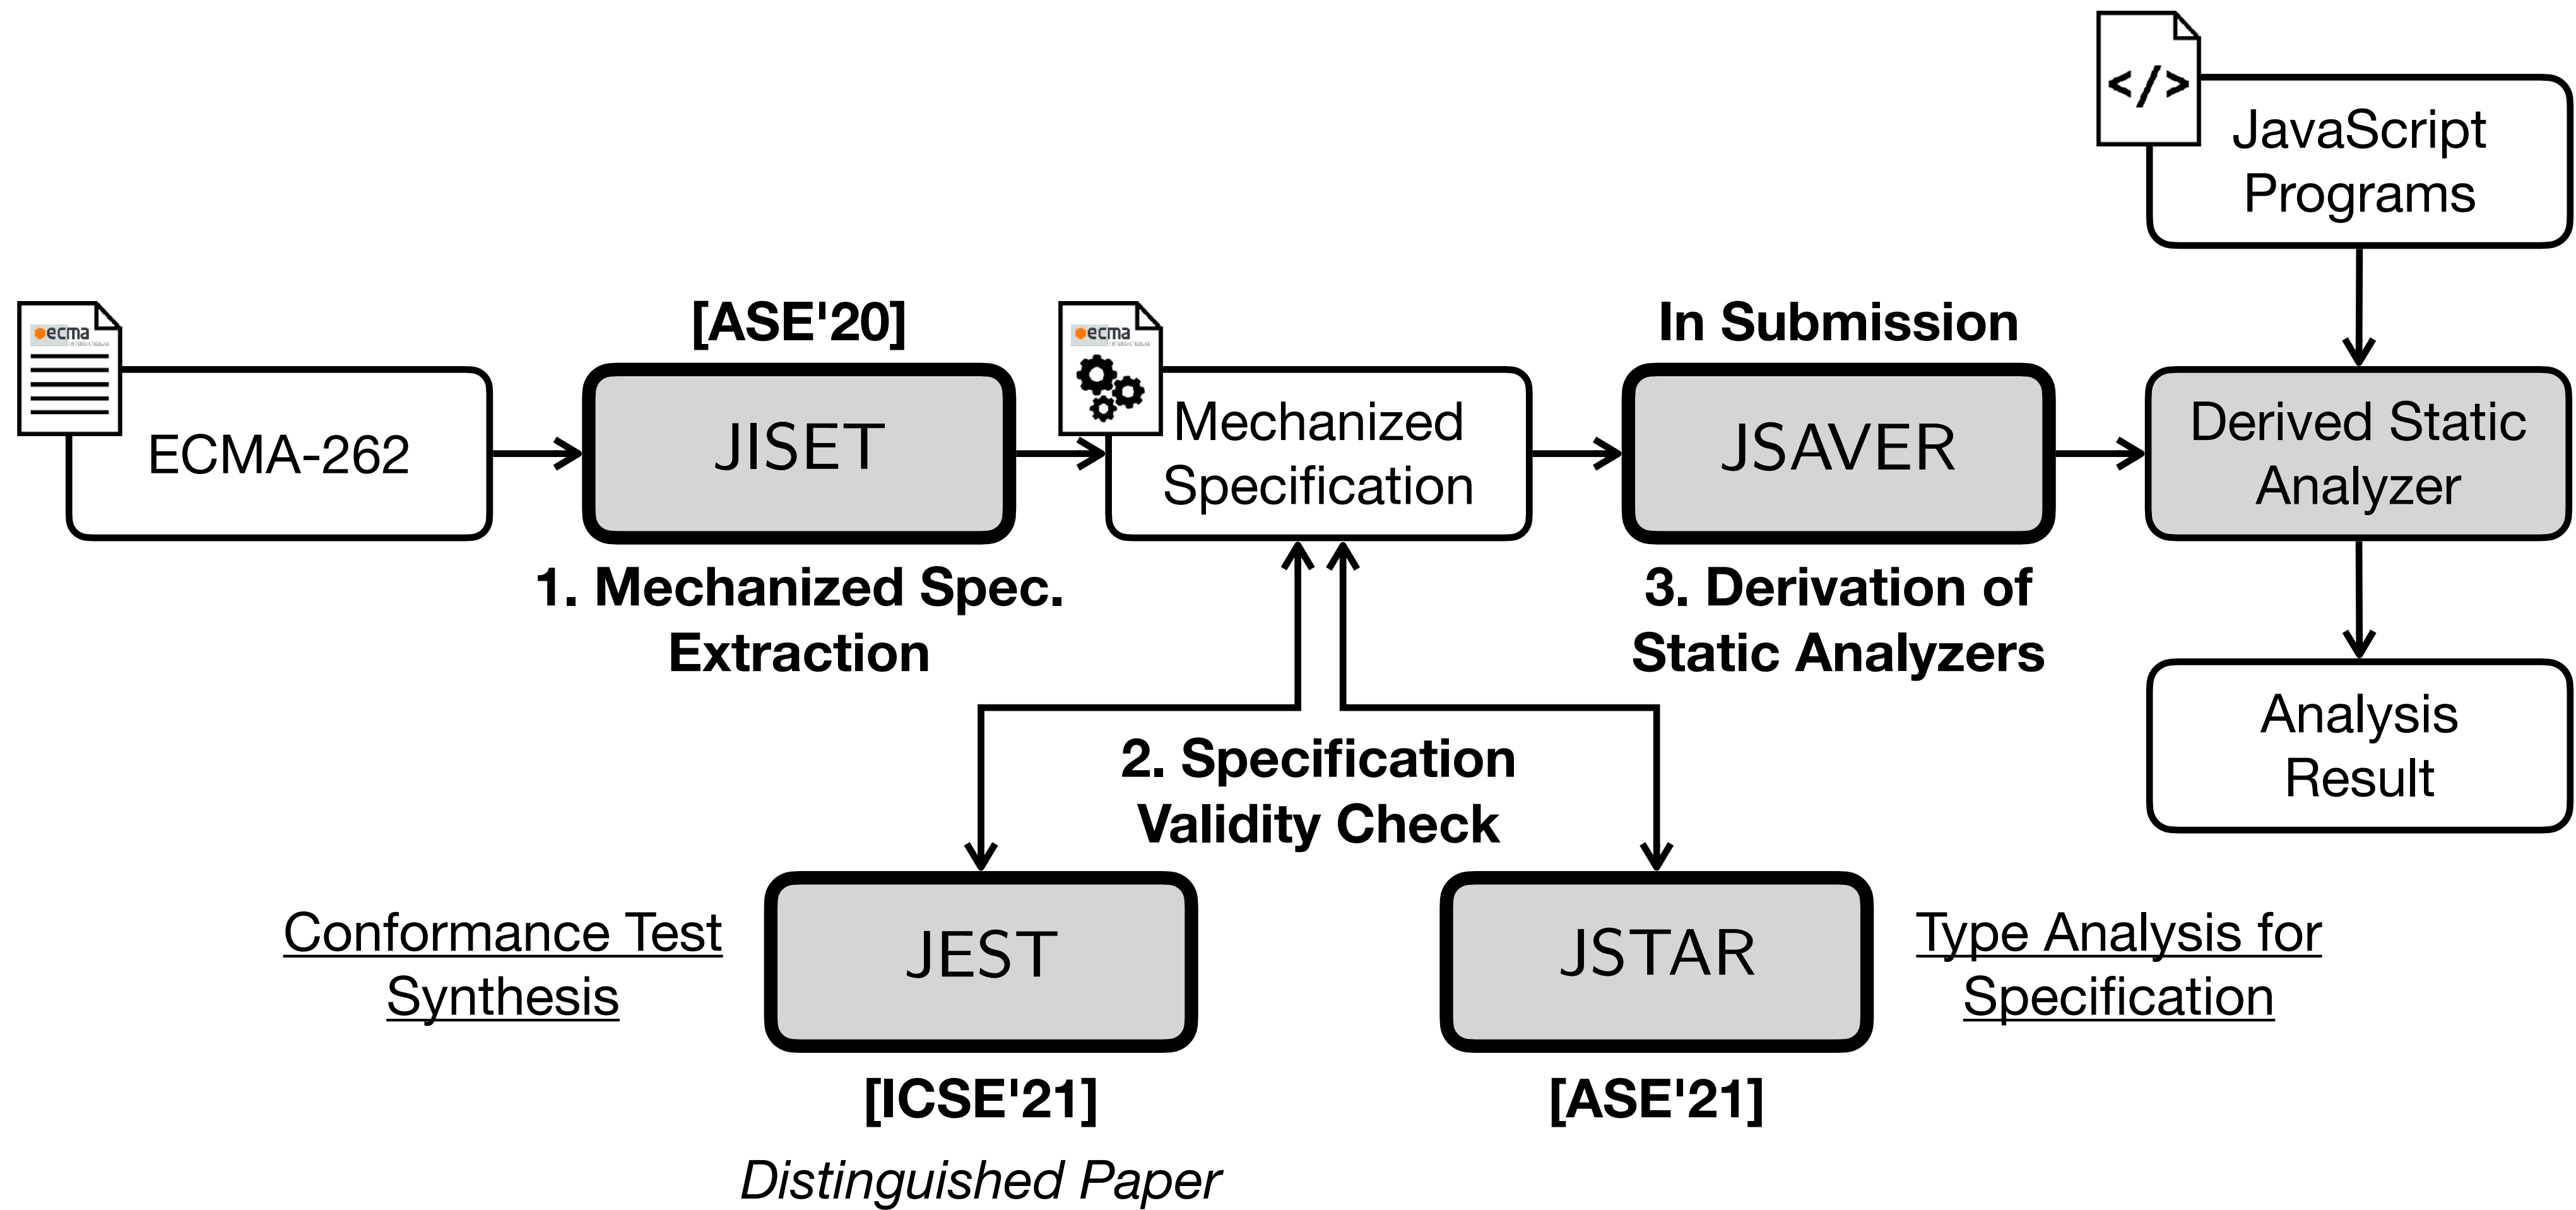 </>
JavaScript
Programs
ecma
ECMA-262
[ASE'20]
JISET
1. Mechanized Spec.
Extraction
ecma
Mechanized
Specification
In Submission
JSAVER
3. Derivation of
Static Analyzers
Derived Static
Analyzer
Analysis
Result
2. Specification
Validity Check
Conformance Test
Synthesis
JEST
[ICSE'21]
Distinguished Paper
JSTAR
[ASE'21]
Type Analysis for
Specification